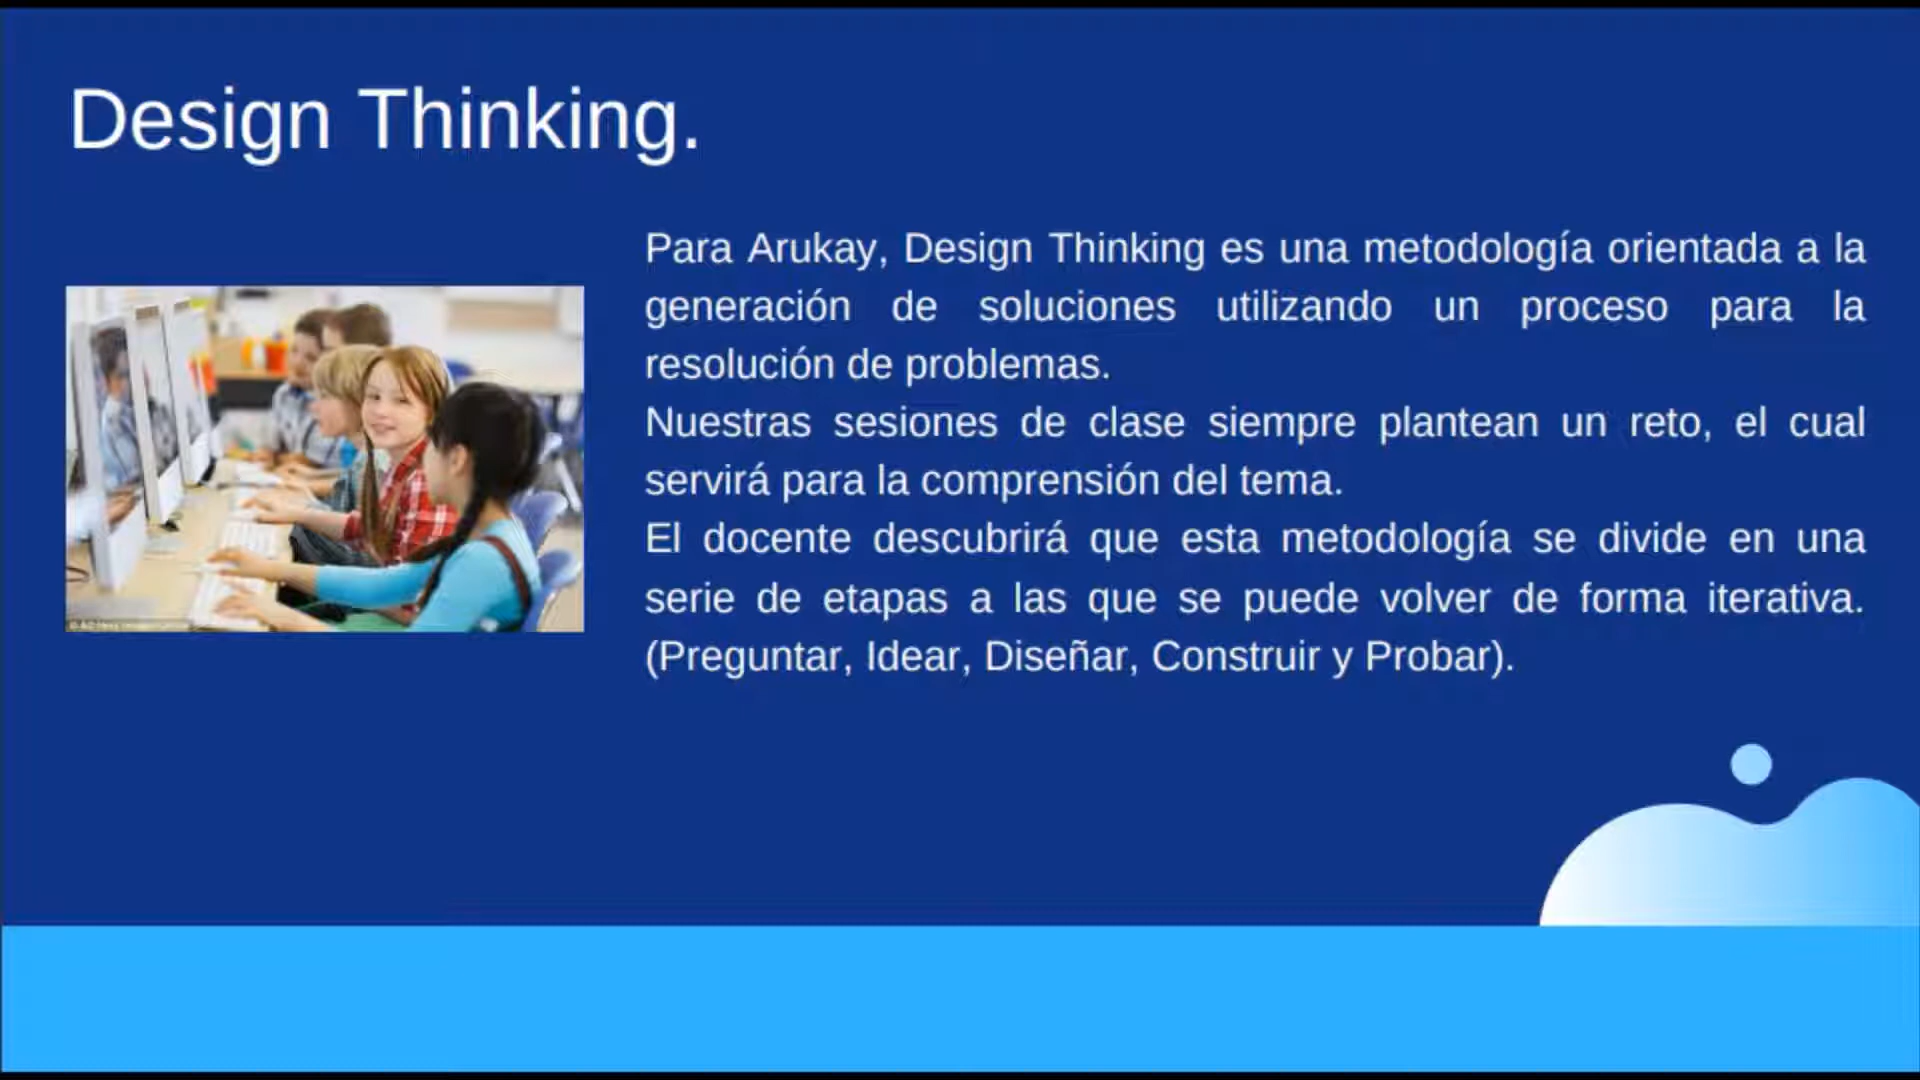 Design Thinking.
Para Arukay, Design Thinking es una metodología orientada a la
generación de soluciones utilizando un proceso para la
resolución de problemas.
Nuestras sesiones de clase siempre plantean un reto, el cual
servirá para la comprensión del tema.
El docente descubrirá que esta metodología se divide en una
serie de etapas a las que se puede volver de forma iterativa.
(Preguntar, Idear, Diseñar, Construir y Probar).